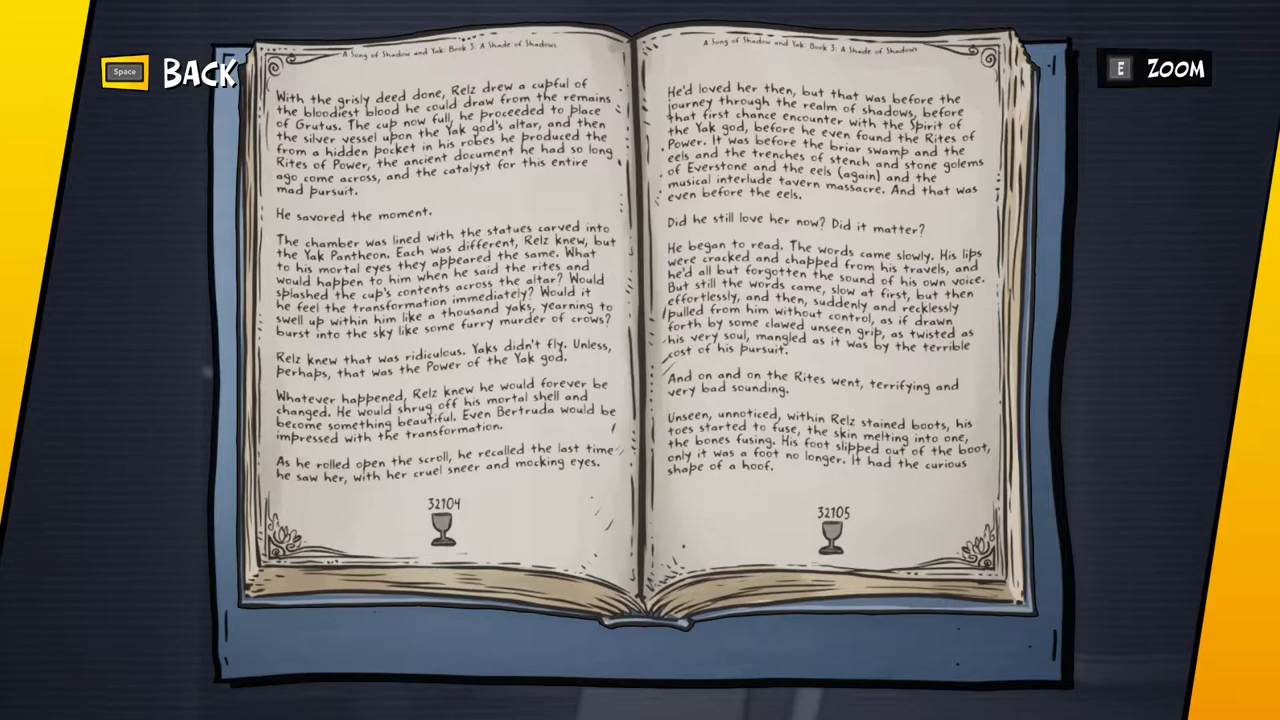 Space
BACK
E
ZOOM
A Song of Shadow and Yak: Book 3: A Shade of Shadows
With the grisly deed done, Relz drew a cupful of
the bloodiest blood he could draw from the remains
of Grutus. The cup now full, he proceeded to place
the silver vessel upon the Yak god's altar, and then
from a hidden pocket in his robes he produced the
Rites of Power, the ancient document he had so long
ago come across, and the catalyst for this entire
mad pursuit.
He savored the moment.
The chamber was lined with the statues carved into
the Yak Pantheon. Each was different, Relz knew, but
to his mortal eyes they appeared the same. What
would happen to him when he said the rites and
splashed the cup's contents across the altar? Would
he feel the transformation immediately? Would it
swell up within him like a thousand yaks, yearning to
burst into the sky like some furry murder of crows?
Relz knew that was ridiculous. Yaks didn't fly. Unless,
perhaps, that was the Power of the Yak god.
Whatever happened, Relz knew he would forever be
changed. He would shrug off his mortal shell and
become something beautiful. Even Bertruda would be
impressed with the transformation.
As he rolled open the scroll, he recalled the last time
he saw her, with her cruel sneer and mocking eyes.
32104
A Song of Shadow and Yak: Book 3: A Shade of Shadows
He'd loved her then, but that was before the
journey through the realm of shadows, before
that first chance encounter with the Spirit of
the Yak god, before he even found the Rites of
Power. It was before the briar swamp and the
eels and the trenches of stench and stone golems
of Everstone and the eels (again) and the
musical interlude tavern massacre. And that was
even before the eels.
Did he still love her now? Did it matter?
He began to read. The words came slowly. His lips
were cracked and chapped from his travels, and
he'd all but forgotten the sound of his own voice.
But still the words came, slow at first, but then
effortlessly, and then, suddenly and recklessly
pulled from him without control, as if drawn
forth by some clawed unseen grip, as twisted as
his very soul, mangled as it was by the terrible
cost of his pursuit.
And on and on the Rites went, terrifying and
very bad sounding.
Unseen, unnoticed, within Relz stained boots, his
toes started to fuse, the skin melting into one,
the bones fusing. His foot slipped out of the boot,
only it was a foot no longer. It had the curious
shape of a hoof.
32105